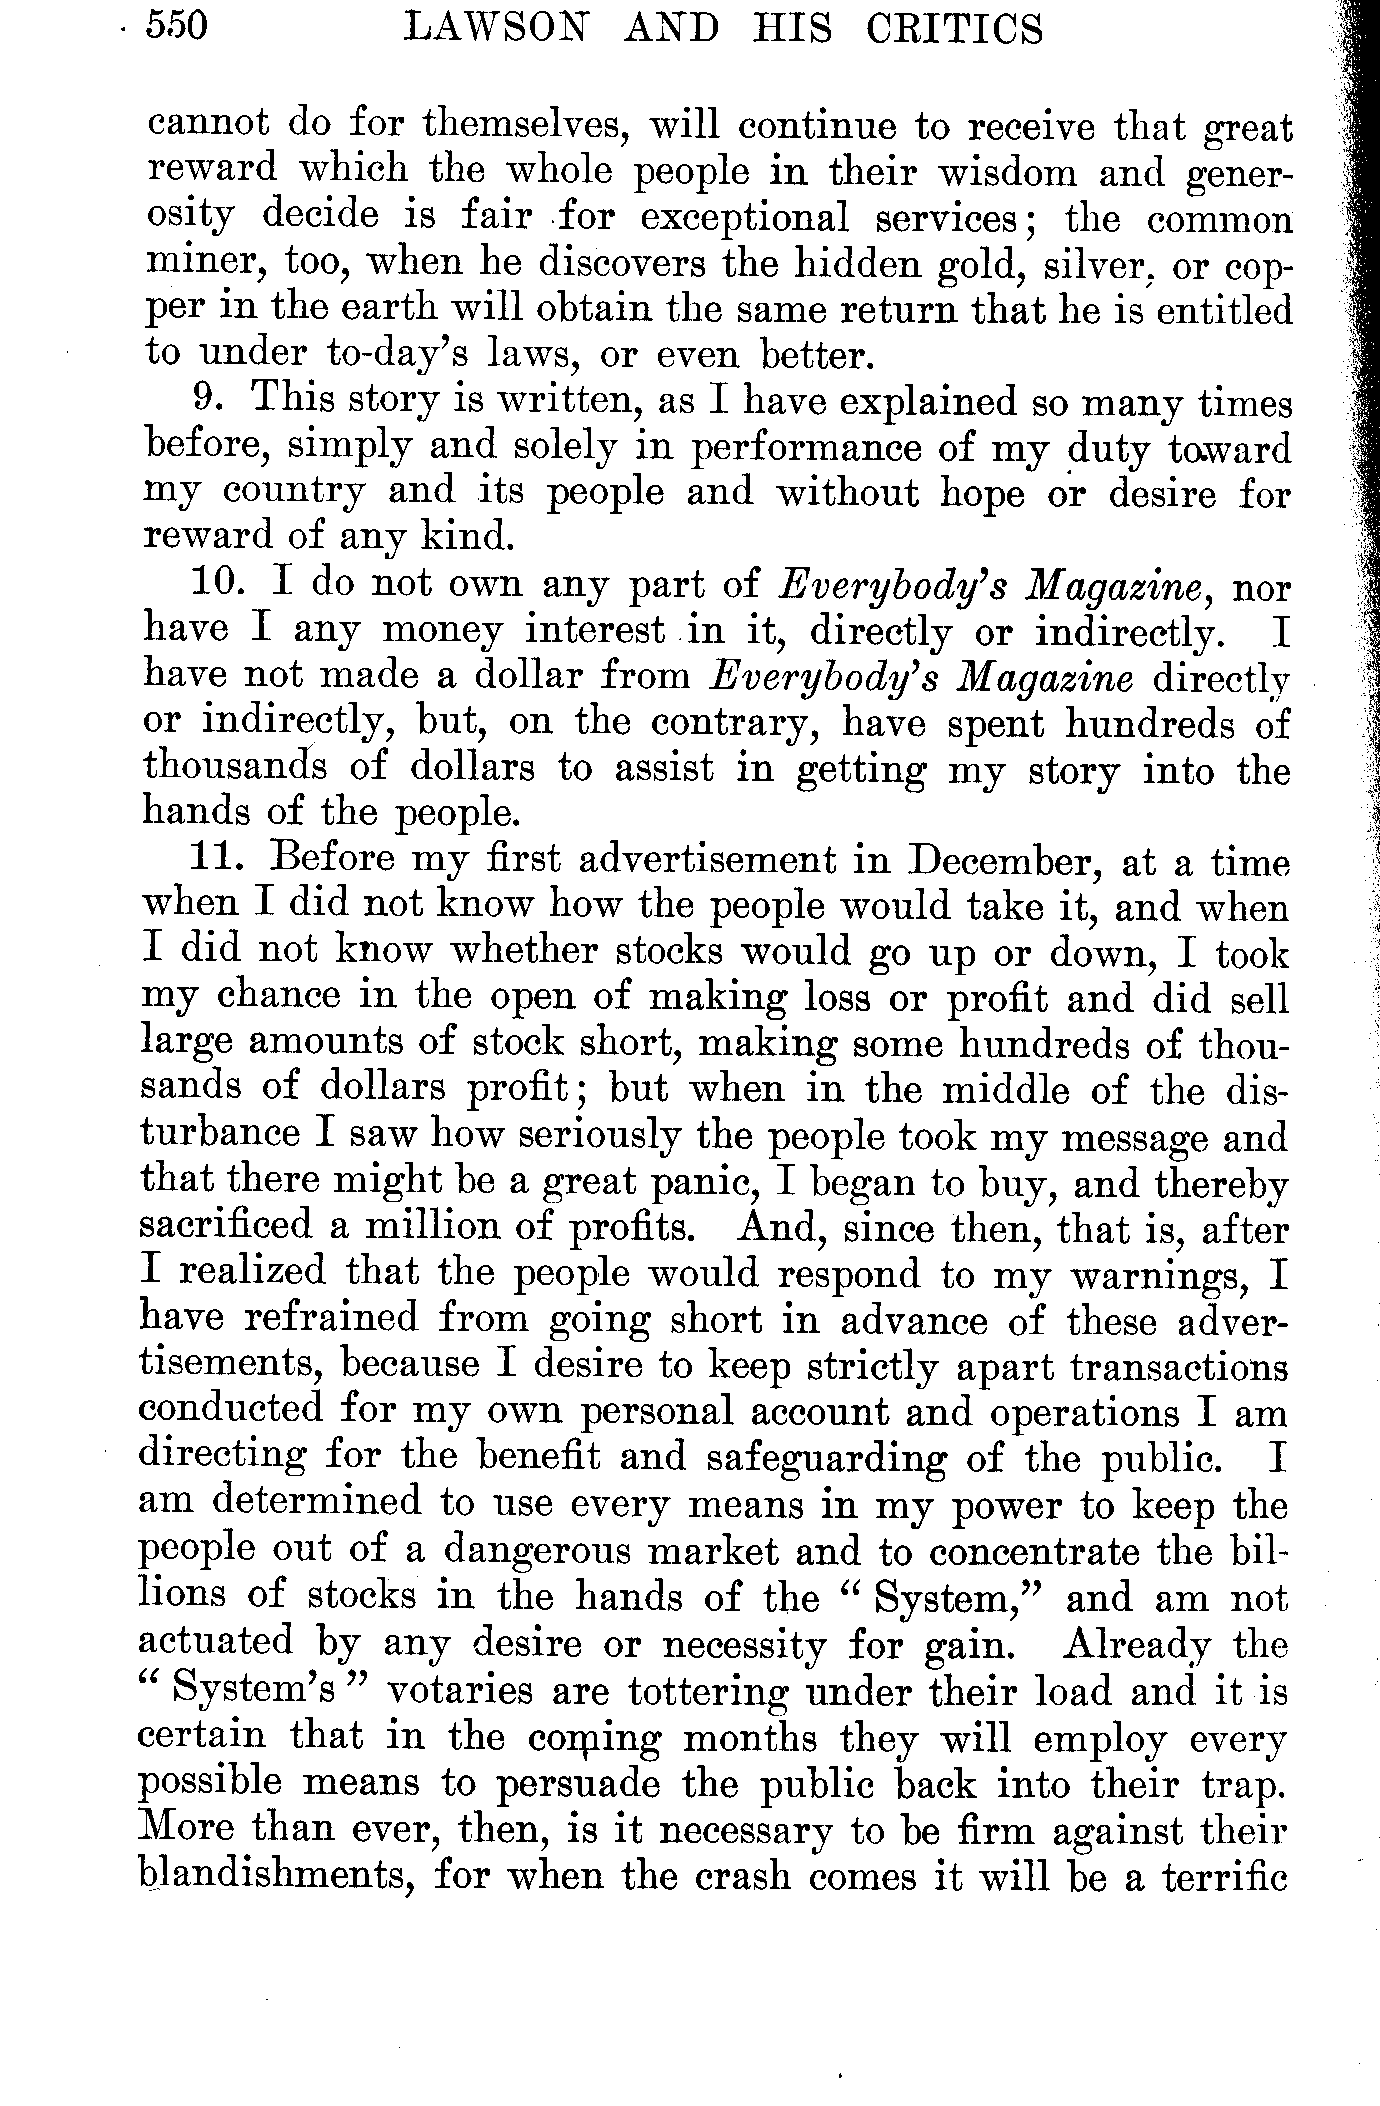 550 LAWSON AND HIS CRITICS
cannot do for themselves, will continue to receive that great
reward which the whole people in their wisdom and gener-
osity decide is fair for exceptional services; the common
miner, too, when he discovers the hidden gold, silver, or cop-
per in the earth will obtain the same return that he is entitled
to under to-day's laws, or even better.
9. This story is written, as I have explained so many times
before, simply and solely in performance of my duty toward
my country and its people and without hope or desire for
reward of any kind.
10. I do not own any part of Everybody's Magazine, nor
have I any money interest in it, directly or indirectly. I
have not made a dollar from Everybody's Magazine directly
or indirectly, but, on the contrary, have spent hundreds of
thousands of dollars to assist in getting my story into the
hands of the people.
11. Before my first advertisement in December, at a time
when I did not know how the people would take it, and when
I did not know whether stocks would go up or down, I took
my chance in the open of making loss or profit and did sell
large amounts of stock short, making some hundreds of thou-
sands of dollars profit; but when in the middle of the dis-
turbance I saw how seriously the people took my message and
that there might be a great panic, I began to buy, and thereby
sacrificed a million of profits. And, since then, that is, after
I realized that the people would respond to my warnings, I
have refrained from going short in advance of these adver-
tisements, because I desire to keep strictly apart transactions
conducted for my own personal account and operations I am
directing for the benefit and safeguarding of the public. I
am determined to use every means in my power to keep the
people out of a dangerous market and to concentrate the bil-
lions of stocks in the hands of the " System," and am not
actuated by any desire or necessity for gain. Already the
" System's " votaries are tottering under their load and it is
certain that in the coming months they will employ every
possible means to persuade the public back into their trap.
More than ever, then, is it necessary to be firm against their
blandishments, for when the crash comes it will be a terrific